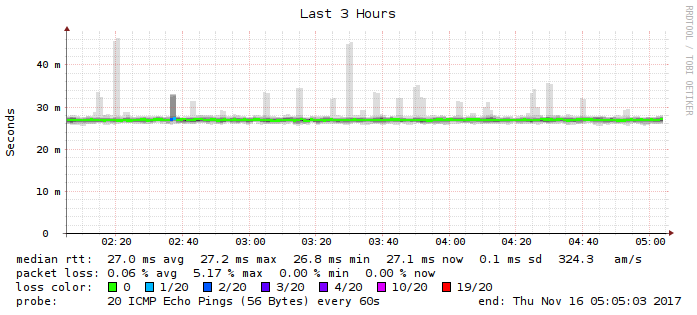 Last 3 Hours
RRDTOOL / TOBI OETIKER
Seconds
40 m
30 m
20 m
10 m
0
02:20 02:40 03:00 03:20 03:40 04:00 04:20 04:40 05:00
median rtt: 27.0 ms avg 27.2 ms max 26.8 ms min 27.1 ms now 0.1 ms sd 324.3 am/s
packet loss: 0.06 % avg 5.17 % max 0.00 % min 0.00 % now
loss color: 0 1/20 2/20 3/20 4/20 10/20 19/20
probe: 20 ICMP Echo Pings (56 Bytes) every 60s end: Thu Nov 16 05:05:03 2017